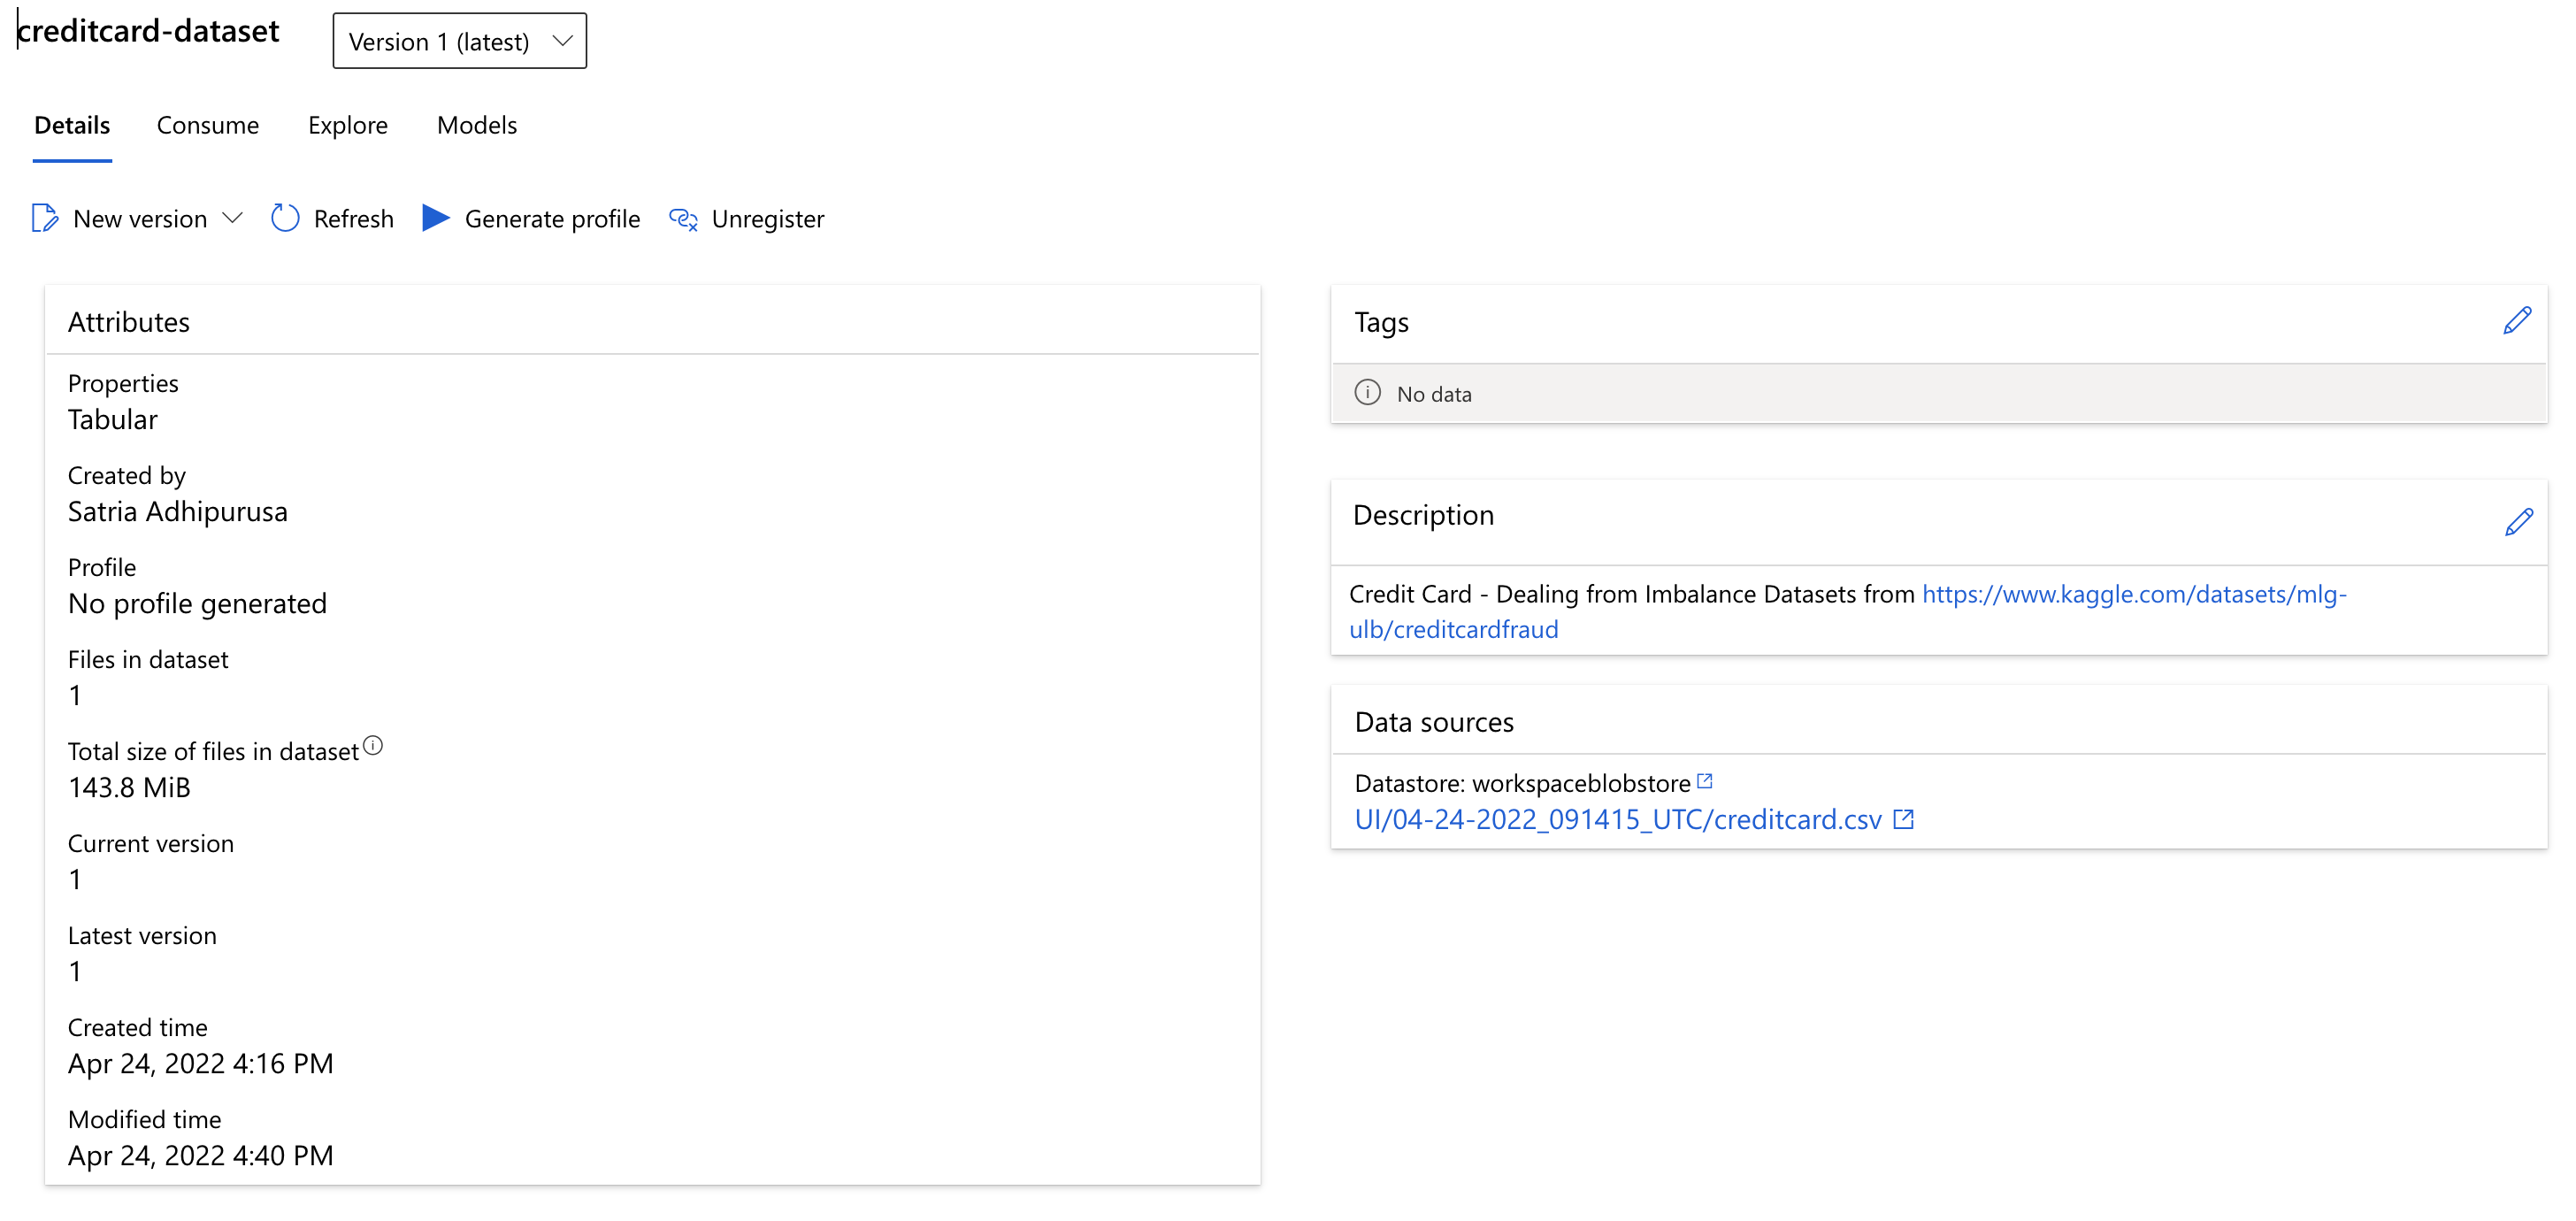 creditcard-dataset
Version 1 (latest)
Details Consume Explore Models
New version Refresh Generate profile Unregister
Attributes
Properties
Tabular
Created by
Satria Adhipurusa
Profile
No profile generated
Files in dataset
1
Total size of files in dataset
143.8 MiB
Current version
1
Latest version
1
Created time
Apr 24, 2022 4:16 PM
Modified time
Apr 24, 2022 4:40 PM
Tags
No data
Description
Credit Card - Dealing from Imbalance Datasets from https://www.kaggle.com/datasets/mlg-
ulb/creditcardfraud
Data sources
Datastore: workspaceblobstore
UI/04-24-2022_091415_UTC/creditcard.csv